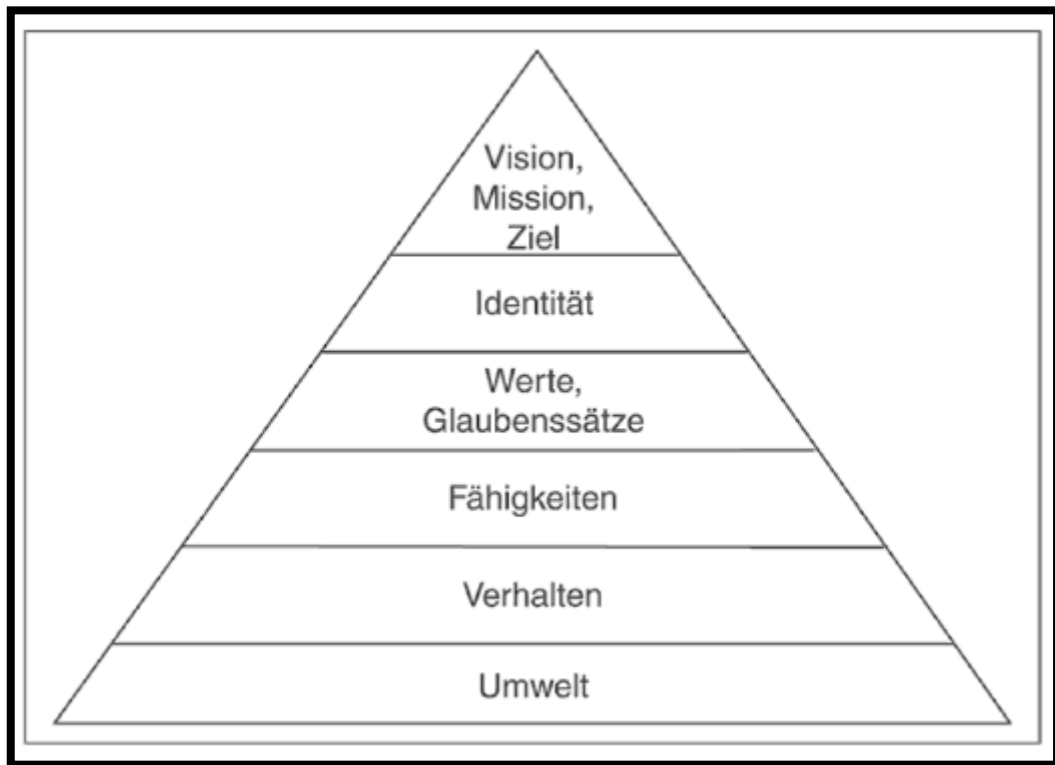 Vision,
Mission,
Ziel
Identität
Werte,
Glaubenssätze
Fähigkeiten
Verhalten
Umwelt